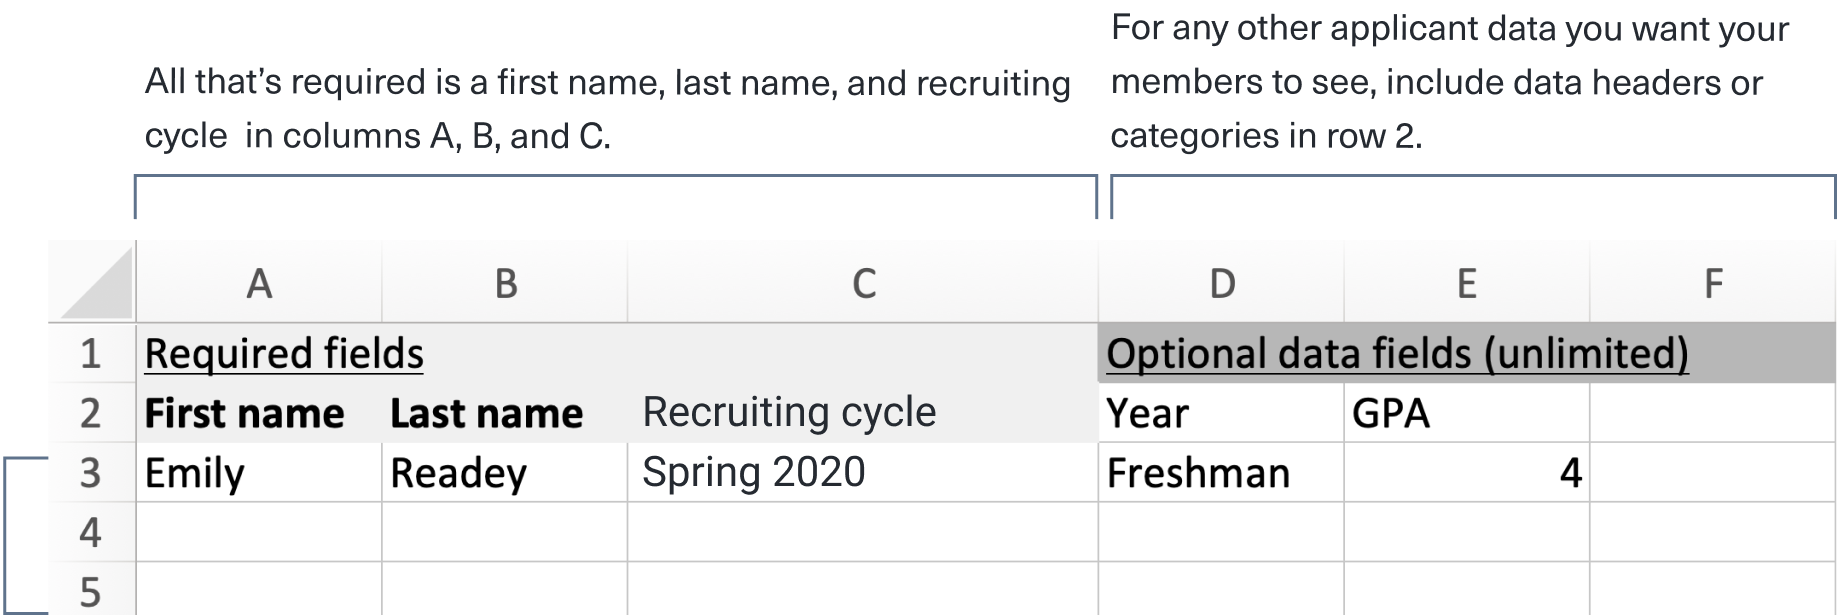 All that’s required is a first name, last name, and recruiting
cycle  in columns A, B, and C.
For any other applicant data you want your
members to see, include data headers or
categories in row 2.
A B C D E F
1 Required fields Optional data fields (unlimited)
2 First name Last name Recruiting cycle Year GPA
3 Emily Readey Spring 2020 Freshman 4
4
5